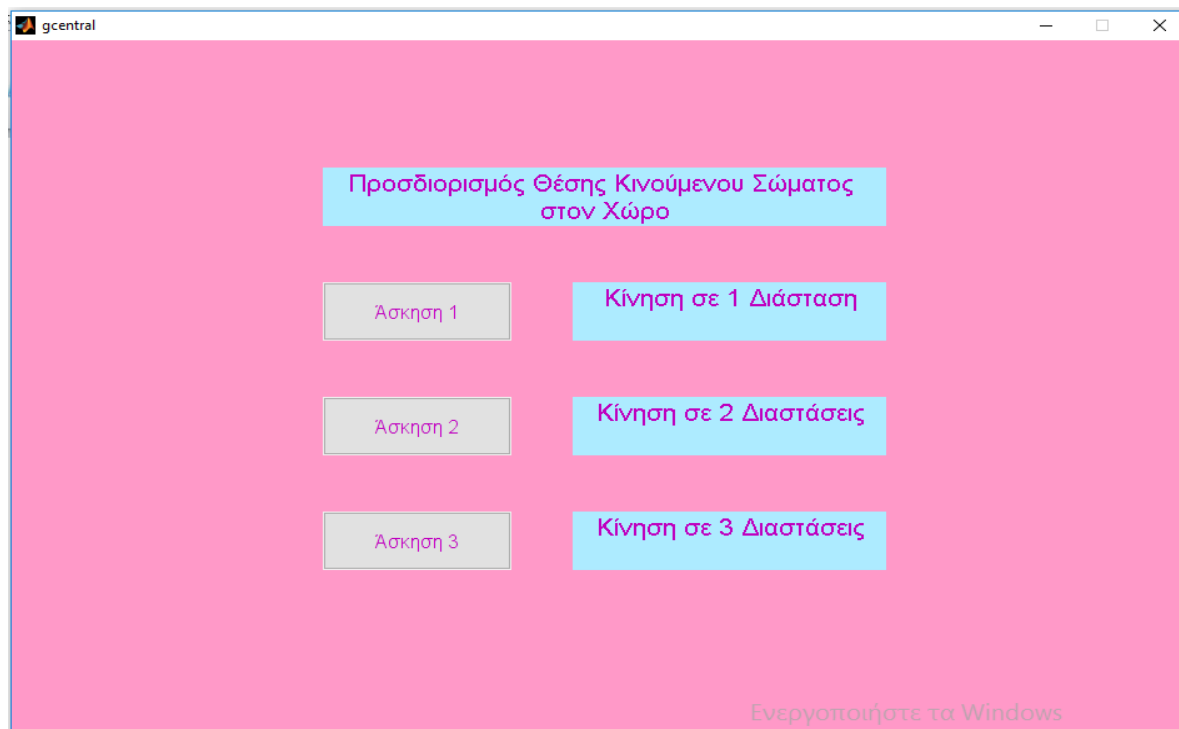 gcentral
Προσδιορισμός Θέσης Κινούμενου Σώματος
στον Χώρο
Άσκηση 1
Κίνηση σε 1 Διάσταση
Άσκηση 2
Κίνηση σε 2 Διαστάσεις
Άσκηση 3
Κίνηση σε 3 Διαστάσεις
Ενεργοποιήστε τα Windows